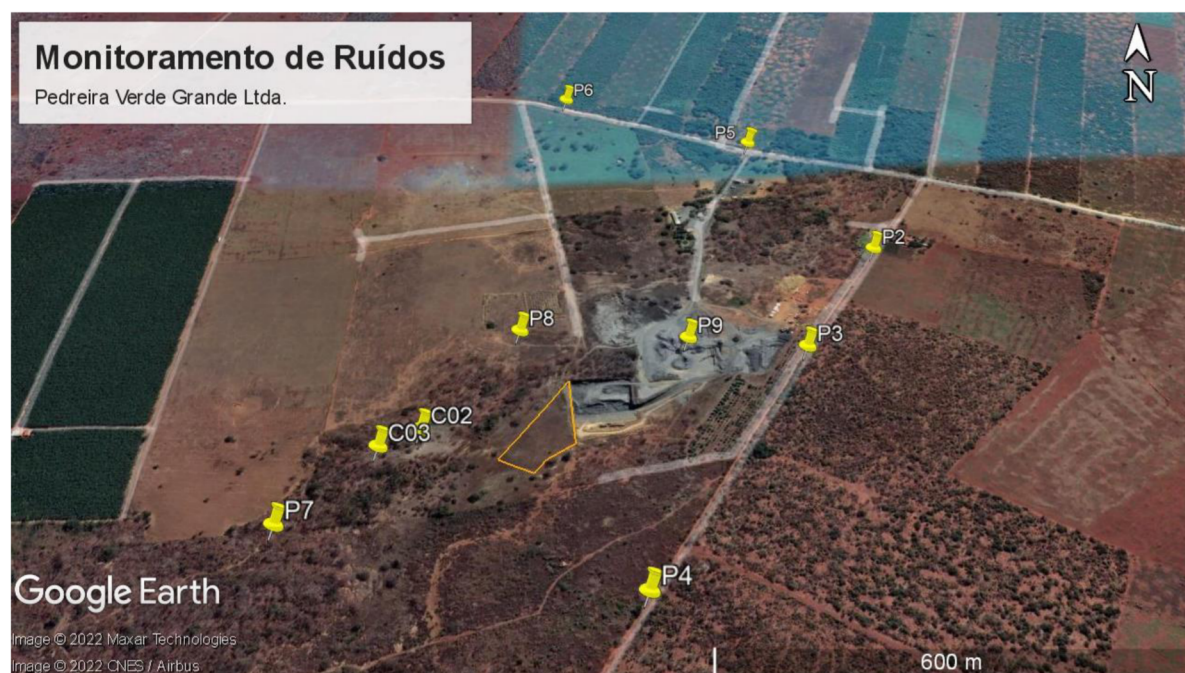 Monitoramento de Ruídos
Pedreira Verde Grande Ltda.
N
P6
P5
P2
P8
P9
P3
C02
C03
P7
P4
Google Earth
Image © 2022 Maxar Technologies
Image © 2022 CNES / Airbus
600 m